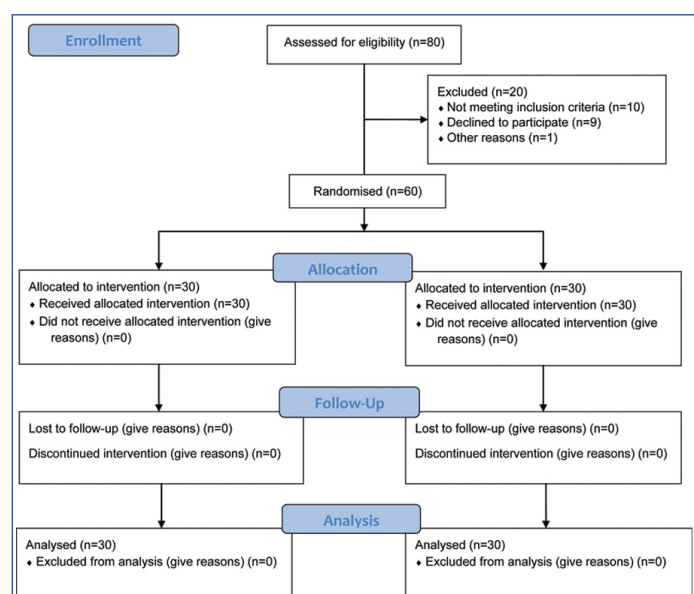 Enrollment
Assessed for eligibility (n=80)
Excluded (n=20)
♦ Not meeting inclusion criteria (n=10)
♦ Declined to participate (n=9)
♦ Other reasons (n=1)
Randomised (n=60)
Allocation
Allocated to intervention (n=30)
♦ Received allocated intervention (n=30)
♦ Did not receive allocated intervention (give
reasons) (n=0)
Allocated to intervention (n=30)
♦ Received allocated intervention (n=30)
♦ Did not receive allocated intervention (give
reasons) (n=0)
Follow-Up
Lost to follow-up (give reasons) (n=0)
Discontinued intervention (give reasons) (n=0)
Lost to follow-up (give reasons) (n=0)
Discontinued intervention (give reasons) (n=0)
Analysis
Analysed (n=30)
♦ Excluded from analysis (give reasons) (n=0)
Analysed (n=30)
♦ Excluded from analysis (give reasons) (n=0)